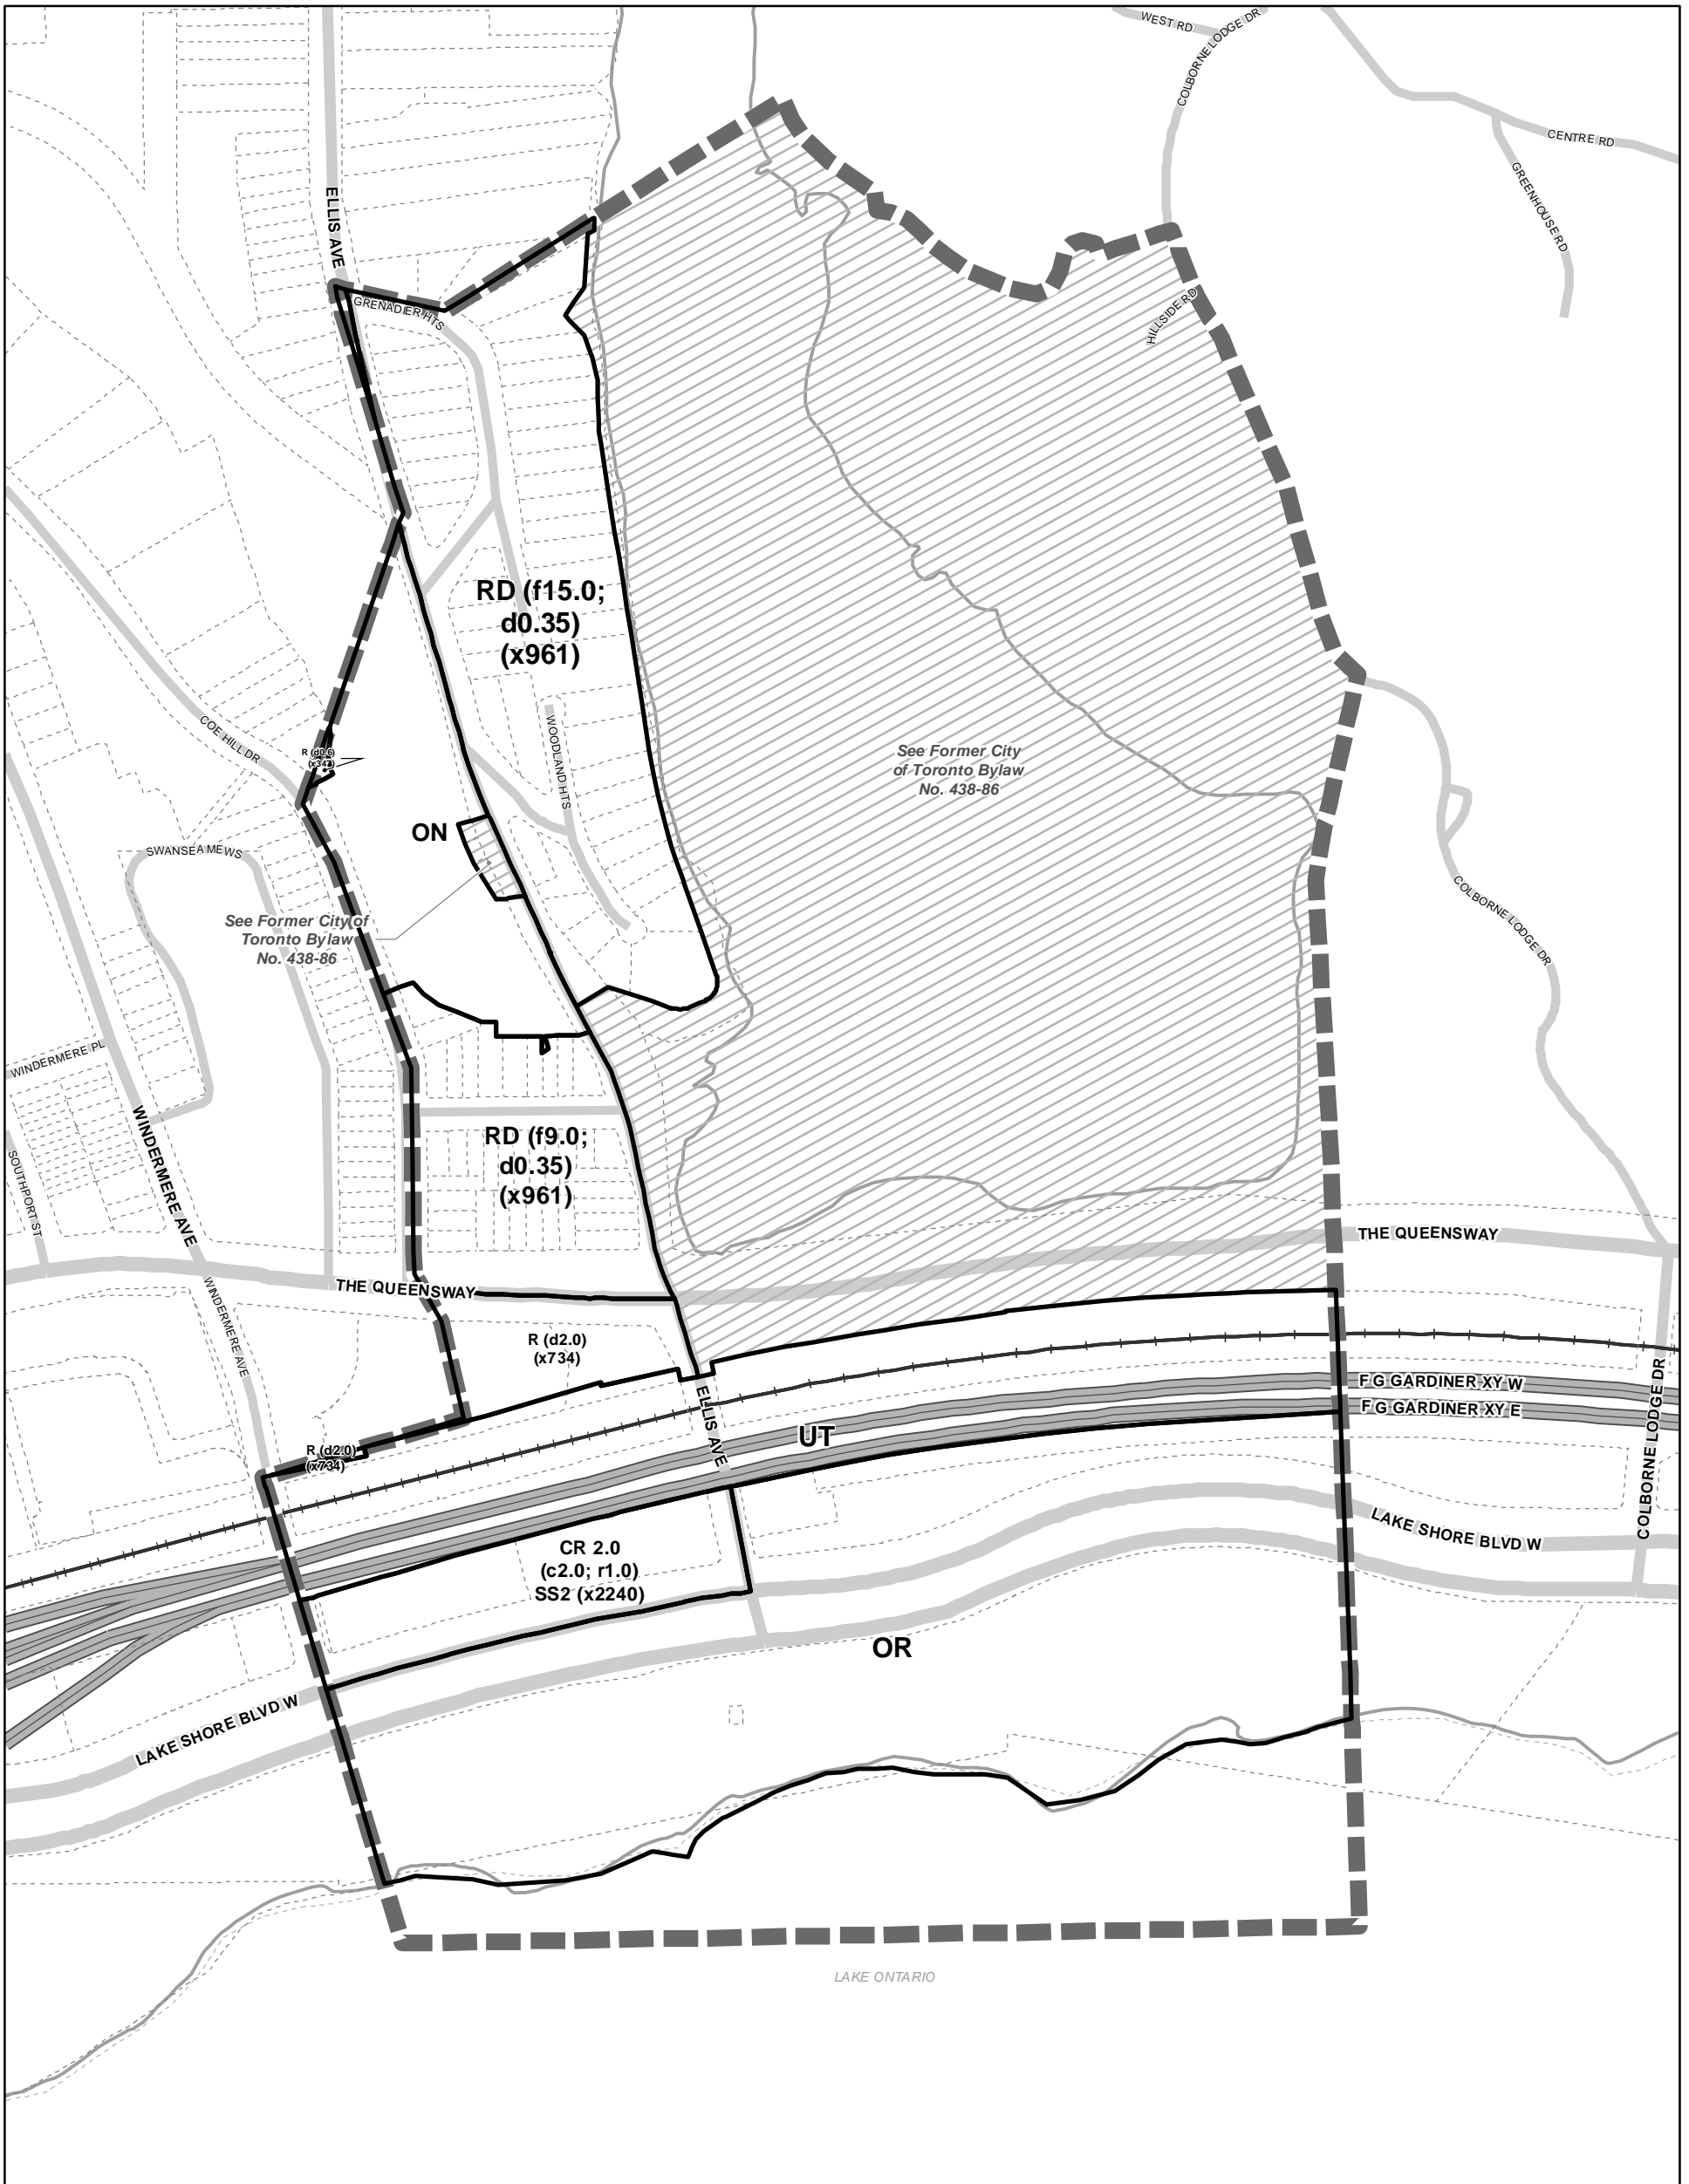 WEST RD
COLBORNE LODGE DR
CENTRE RD
GREENHOUSE RD
ELLIS AVE
GRENADIER HTS
HILLSIDE RD
RD (f15.0;
d0.35)
(x961)
COE HILL DR
R (d0.6)
(x347)
WOODLAND HTS
See Former City
of Toronto Bylaw
No. 438-86
ON
SWANSEA MEWS
COLBORNE LODGE DR
See Former City of
Toronto Bylaw
No. 438-86
WINDERMERE PL
WINDERMERE AVE
SOUTHPORT ST
RD (f9.0;
d0.35)
(x961)
THE QUEENSWAY
THE QUEENSWAY
WINDERMERE AVE
R (d2.0)
(x734)
F G GARDINER XY W
F G GARDINER XY E
ELLIS AVE
UT
COLBORNE LODGE DR
R (d2.0)
(x734)
LAKE SHORE BLVD W
CR 2.0
(c2.0; r1.0)
SS2 (x2240)
OR
LAKE SHORE BLVD W
LAKE ONTARIO